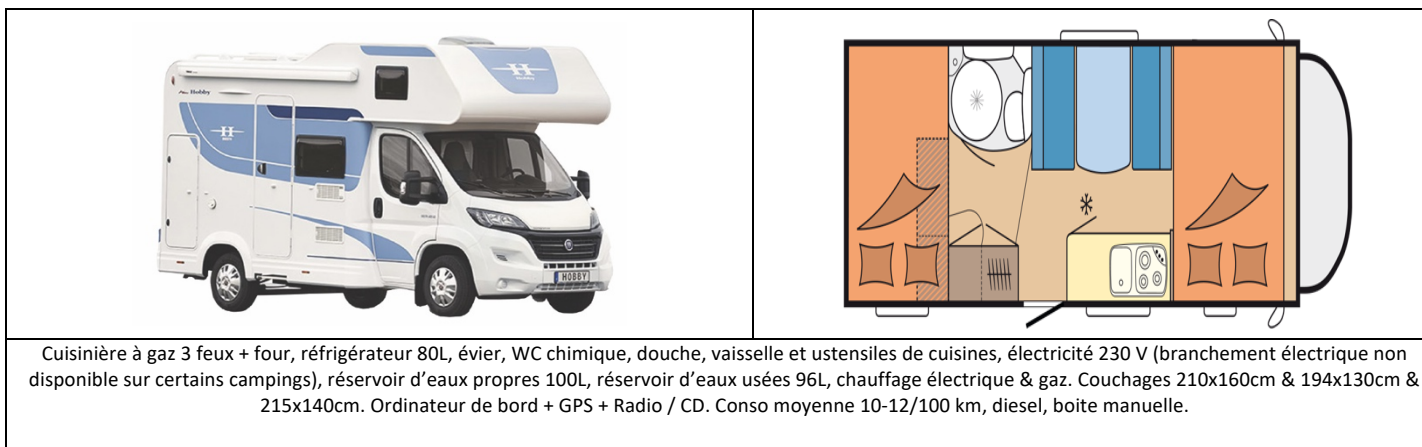 Hobby
H
H
HOBBY
Cuisinière à gaz 3 feux + four, réfrigérateur 80L, évier, WC chimique, douche, vaisselle et ustensiles de cuisines, électricité 230 V (branchement électrique non
disponible sur certains campings), réservoir d’eaux propres 100L, réservoir d’eaux usées 96L, chauffage électrique & gaz. Couchages 210x160cm & 194x130cm &
215x140cm. Ordinateur de bord + GPS + Radio / CD. Conso moyenne 10-12/100 km, diesel, boite manuelle.